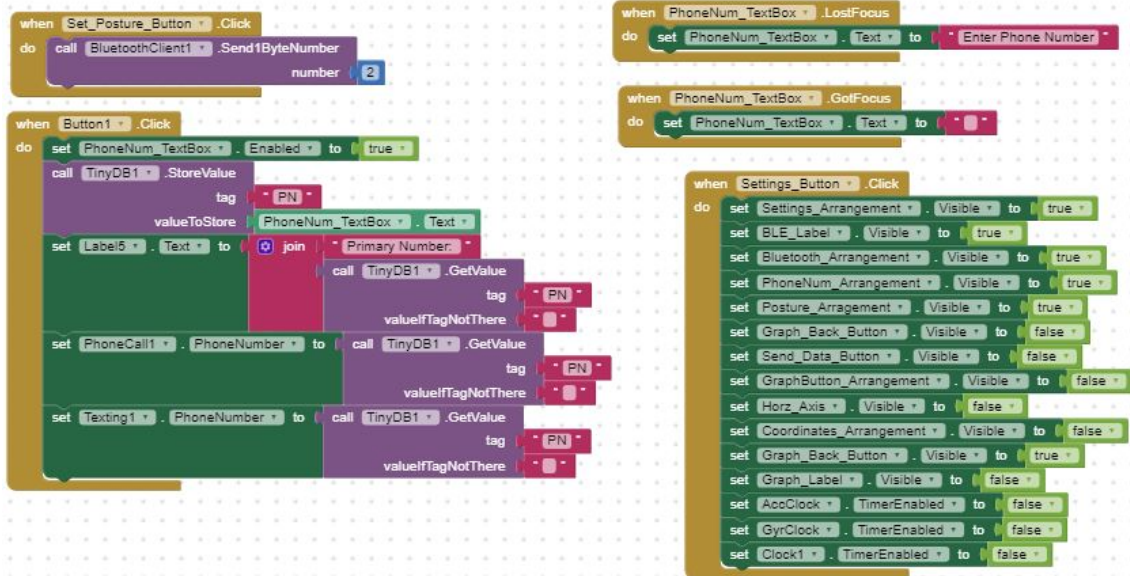 when Set_Posture_Button .Click
do call BluetoothClient1 .Send1ByteNumber
number 2
when Button1 .Click
do set PhoneNum_TextBox . Enabled to true
call TinyDB1 .StoreValue
tag " PN "
valueToStore PhoneNum_TextBox . Text
set Label5 . Text to join " Primary Number: "
call TinyDB1 .GetValue
tag " PN "
valueIfTagNotThere " "
set PhoneCall1 . PhoneNumber to call TinyDB1 .GetValue
tag " PN "
valueIfTagNotThere " "
set Texting1 . PhoneNumber to call TinyDB1 .GetValue
tag " PN "
valueIfTagNotThere " "
when PhoneNum_TextBox .LostFocus
do set PhoneNum_TextBox . Text to " Enter Phone Number "
when PhoneNum_TextBox .GotFocus
do set PhoneNum_TextBox . Text to " "
when Settings_Button .Click
do set Settings_Arrangement . Visible to true
set BLE_Label . Visible to true
set Bluetooth_Arrangement . Visible to true
set PhoneNum_Arrangement . Visible to true
set Posture_Arragement . Visible to true
set Graph_Back_Button . Visible to false
set Send_Data_Button . Visible to false
set GraphButton_Arrangement . Visible to false
set Horz_Axis . Visible to false
set Coordinates_Arrangement . Visible to false
set Graph_Back_Button . Visible to true
set Graph_Label . Visible to false
set AccClock . TimerEnabled to false
set GyrClock . TimerEnabled to false
set Clock1 . TimerEnabled to false